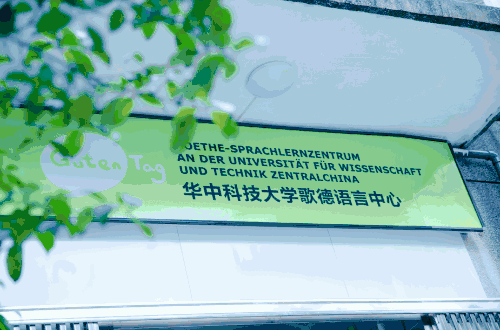 Guten Tag
GOETHE-SPRACHLERNZENTRUM
AN DER UNIVERSITÄT FÜR WISSENSCHAFT
UND TECHNIK ZENTRALCHINA
华中科技大学歌德语言中心